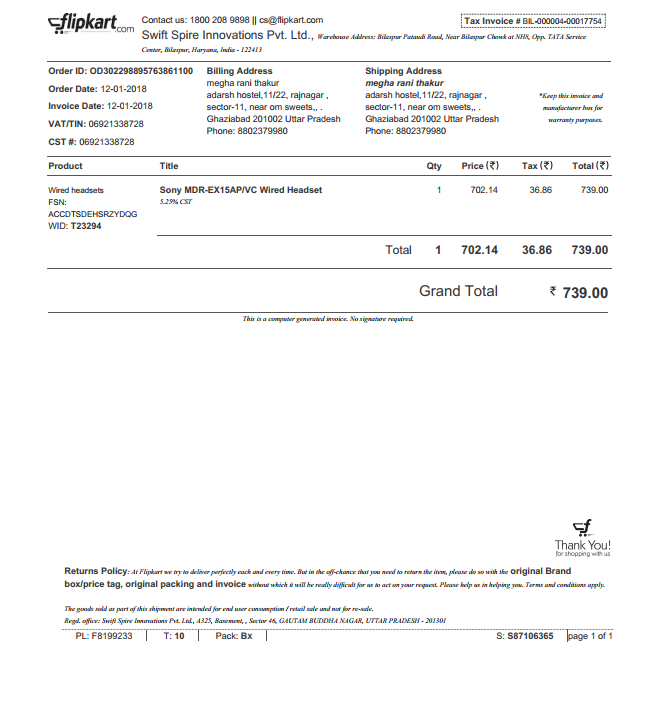 flipkart.com
Contact us: 1800 208 9898 || cs@flipkart.com
Tax Invoice # BIL-000004-00017754
Swift Spire Innovations Pvt. Ltd., Warehouse Address: Bilaspur Pataudi Road, Near Bilaspur Chowk at NH8, Opp. TATA Service
Center, Bilaspur, Haryana, India - 122413
Order ID: OD302298895763861100
Order Date: 12-01-2018
Invoice Date: 12-01-2018
VAT/TIN: 06921338728
CST #: 06921338728
Billing Address
megha rani thakur
adarsh hostel,11/22, rajnagar ,
sector-11, near om sweets,, .
Ghaziabad 201002 Uttar Pradesh
Phone: 8802379980
Shipping Address
megha rani thakur
adarsh hostel,11/22, rajnagar ,
sector-11, near om sweets,, .
Ghaziabad 201002 Uttar Pradesh
Phone: 8802379980
*Keep this invoice and
manufacturer box for
warranty purposes.
Product Title Qty Price (₹) Tax (₹) Total (₹)
Wired headsets Sony MDR-EX15AP/VC Wired Headset 1 702.14 36.86 739.00
FSN: 5.25% CST
ACCDTSDEHSRZYDQG
WID: T23294
Total 1 702.14 36.86 739.00
Grand Total ₹ 739.00
This is a computer generated invoice. No signature required.
Thank You!
for shopping with us
Returns Policy: At Flipkart we try to deliver perfectly each and every time. But in the off-chance that you need to return the item, please do so with the original Brand
box/price tag, original packing and invoice without which it will be really difficult for us to act on your request. Please help us in helping you. Terms and conditions apply.
The goods sold as part of this shipment are intended for end user consumption / retail sale and not for re-sale.
Regd. office: Swift Spire Innovations Pvt. Ltd., A325, Basement, , Sector 46, GAUTAM BUDDHA NAGAR, UTTAR PRADESH - 201301
PL: F8199233 | T: 10 | Pack: Bx | S: S87106365 |page 1 of 1